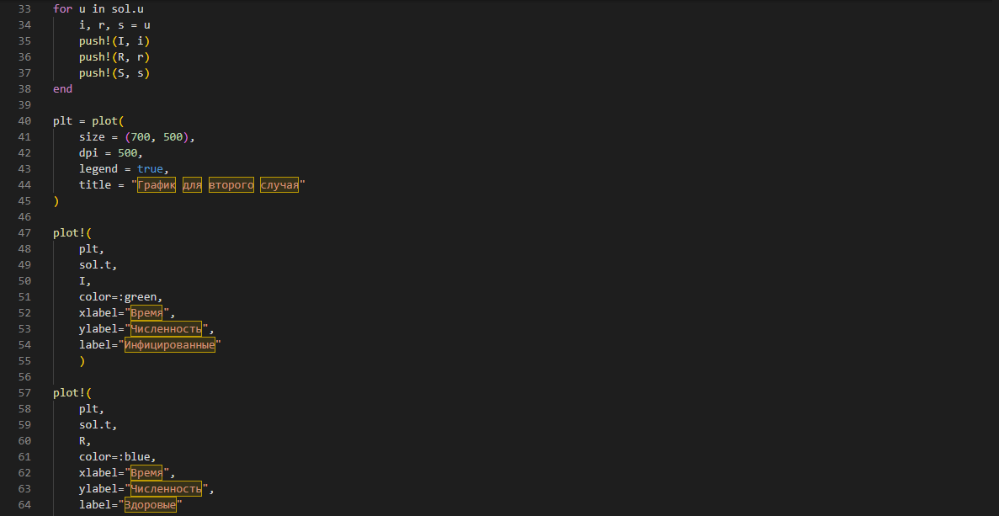 33 for u in sol.u
34     i, r, s = u
35     push!(I, i)
36     push!(R, r)
37     push!(S, s)
38 end
39
40 plt = plot(
41     size = (700, 500),
42     dpi = 500,
43     legend = true,
44     title = "График для второго случая"
45 )
46
47 plot!(
48     plt,
49     sol.t,
50     I,
51     color=:green,
52     xlabel="Время",
53     ylabel="Численность",
54     label="Инфицированные"
55     )
56
57 plot!(
58     plt,
59     sol.t,
60     R,
61     color=:blue,
62     xlabel="Время",
63     ylabel="Численность",
64     label="Здоровые"